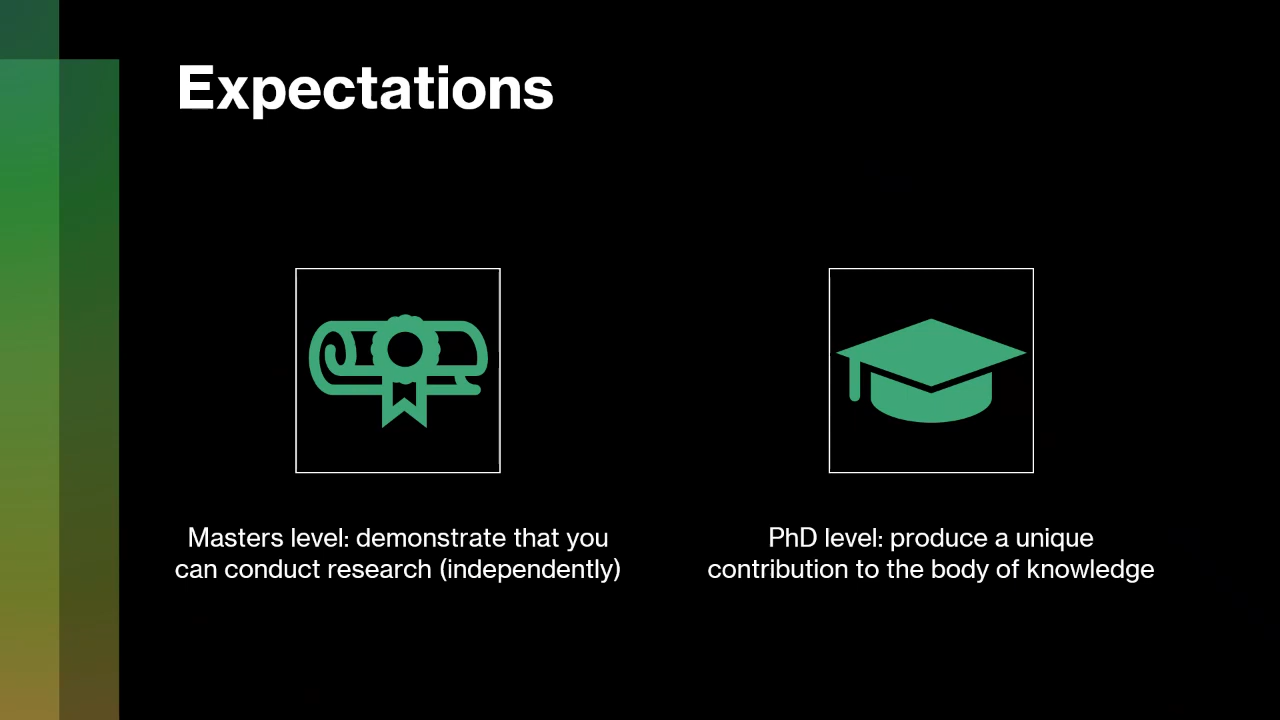 Expectations
Masters level: demonstrate that you
can conduct research (independently)
PhD level: produce a unique
contribution to the body of knowledge